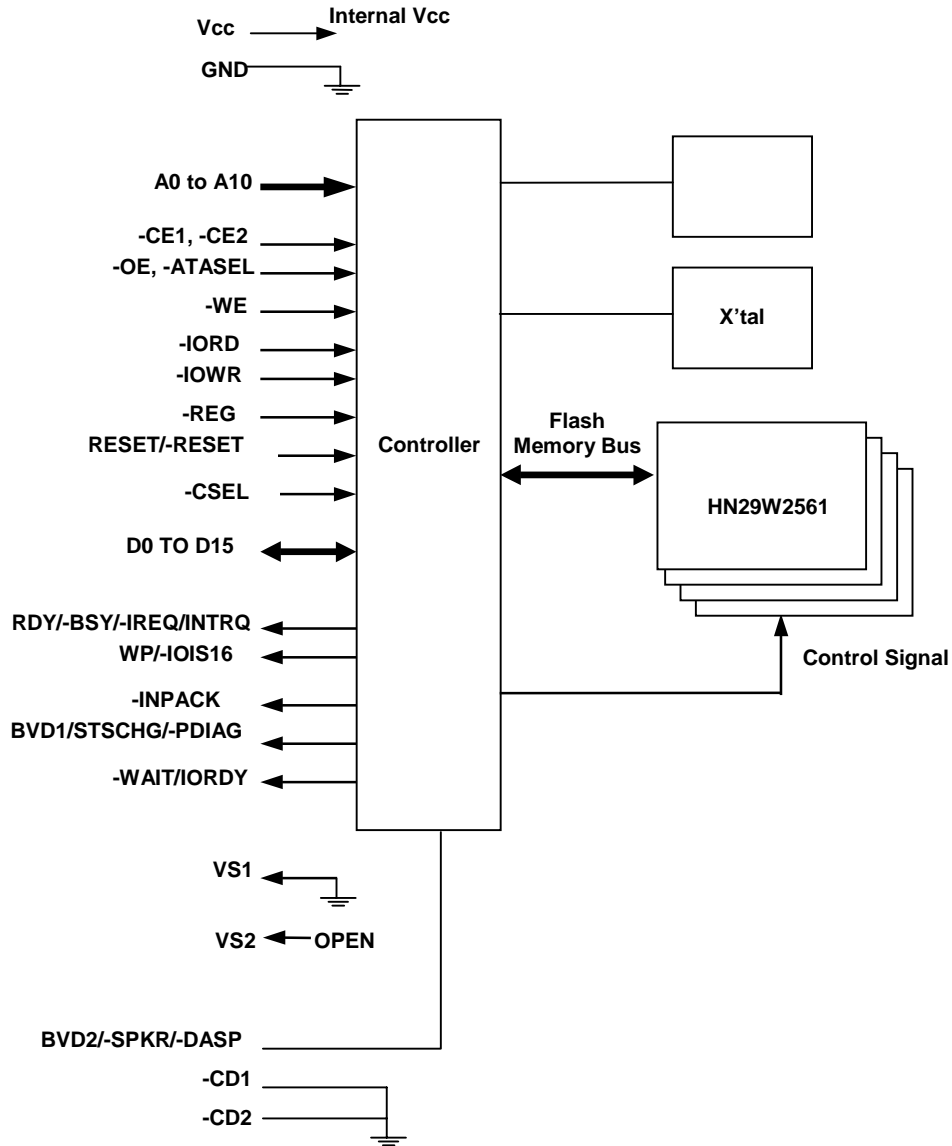 Vcc
Internal Vcc
GND
A0 to A10
-CE1, -CE2
-OE, -ATASEL
-WE
-IORD
-IOWR
-REG
RESET/-RESET
-CSEL
D0 TO D15
RDY/-BSY/-IREQ/INTRQ
WP/-IOIS16
-INPACK
BVD1/STSCHG/-PDIAG
-WAIT/IORDY
Controller
X'tal
Flash
Memory Bus
HN29W2561
Control Signal
VS1
VS2
OPEN
BVD2/-SPKR/-DASP
-CD1
-CD2